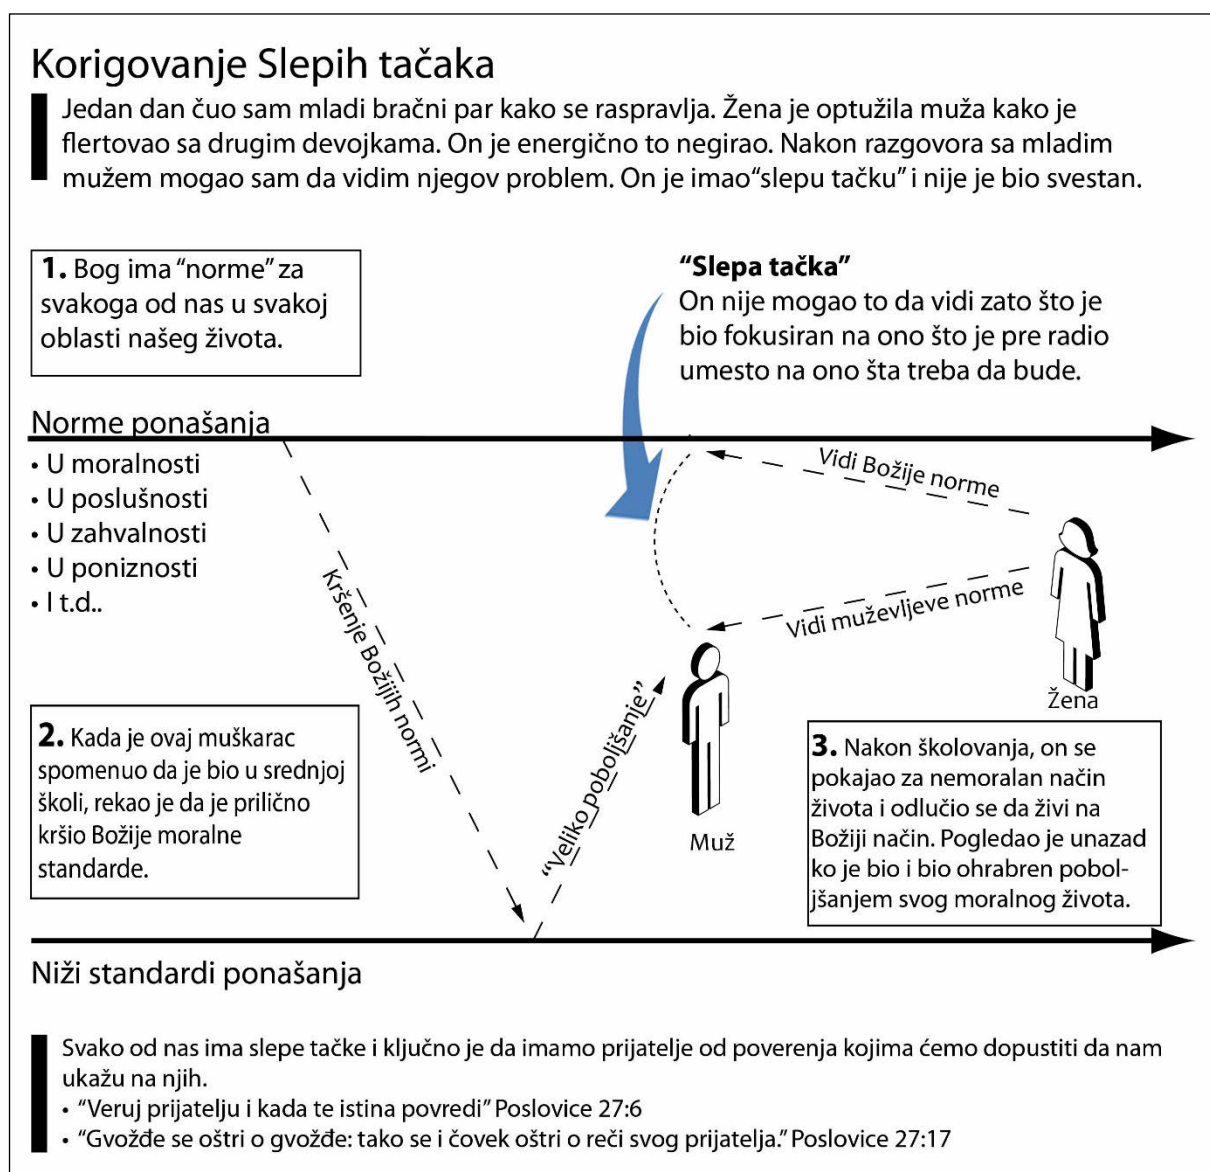 Korigovanje Slepih tačaka
Jedan dan čuo sam mladi bračni par kako se raspravlja. Žena je optužila muža kako je
flertovao sa drugim devojkama. On je energično to negirao. Nakon razgovora sa mladim
mužem mogao sam da vidim njegov problem. On je imao“slepu tačku” i nije je bio svestan.
1. Bog ima “norme” za
svakoga od nas u svakoj
oblasti našeg života.
“Slepa tačka”
On nije mogao to da vidi zato što je
bio fokusiran na ono što je pre radio
umesto na ono šta treba da bude.
Norme ponašanja
• U moralnosti
• U poslušnosti
• U zahvalnosti
• U poniznosti
• I t.d..
Kršenje Božijih normi
Vidi Božije norme
Vidi muževljeve norme
“Veliko poboljšanje”
Muž
Žena
2. Kada je ovaj muškarac
spomenuo da je bio u srednjoj
školi, rekao je da je prilično
kršio Božije moralne
standarde.
3. Nakon školovanja, on se
pokajao za nemoralan način
života i odlučio se da živi na
Božiji način. Pogledao je unazad
ko je bio i bio ohrabren pobol-
jšanjem svog moralnog života.
Niži standardi ponašanja
Svako od nas ima slepe tačke i ključno je da imamo prijatelje od poverenja kojima ćemo dopustiti da nam
ukažu na njih.
• “Veruj prijatelju i kada te istina povredi” Poslovice 27:6
• “Gvožđe se oštri o gvožđe: tako se i čovek oštri o reči svog prijatelja.” Poslovice 27:17